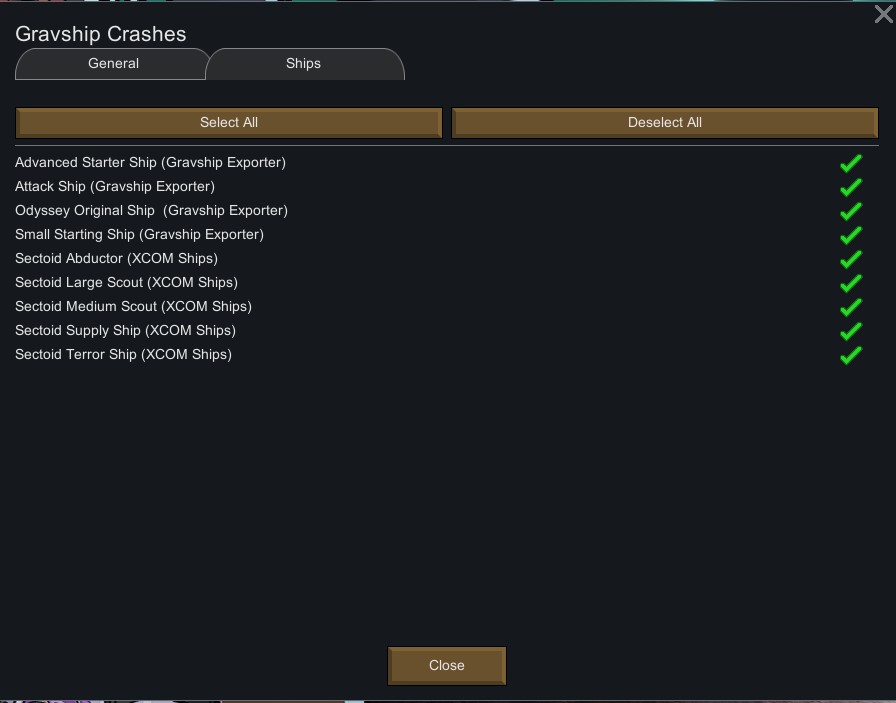 Gravship Crashes
General
Ships
Select All
Deselect All
Advanced Starter Ship (Gravship Exporter)
Attack Ship (Gravship Exporter)
Odyssey Original Ship  (Gravship Exporter)
Small Starting Ship (Gravship Exporter)
Sectoid Abductor (XCOM Ships)
Sectoid Large Scout (XCOM Ships)
Sectoid Medium Scout (XCOM Ships)
Sectoid Supply Ship (XCOM Ships)
Sectoid Terror Ship (XCOM Ships)
Close